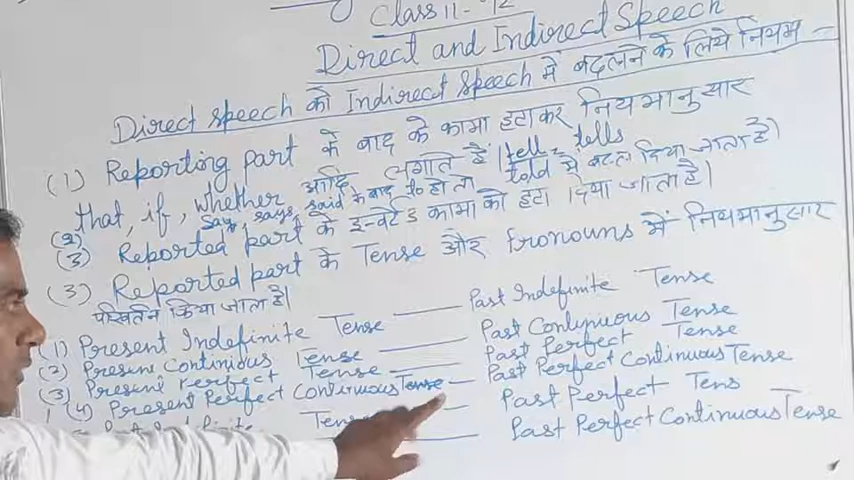 Class 11 - 12
Direct and Indirect Speech
Direct speech को Indirect Speech में बदलने के लिये नियम
(1) Reporting part के बाद के कामा हटाकर नियमानुसार
that, if, whether आदि लगाते हैं।
(2) say, says, said के बाद to हो तो tell, tells told में बदल दिया जाता है।
(3) Reported part के इन्वर्टेड कामा को हटा दिया जाता है।
(3) Reported part के Tense और Pronouns में नियमानुसार
परिवर्तन किया जाता है।
(1) Present Indefinite Tense — Past Indefinite Tense
(2) Present Continious Tense — Past Continuous Tense
(3) Present Perfect Tense — Past Perfect Tense
(4) Present Perfect Continuous Tense — Past Perfect Continuous Tense
Tense — Past Perfect Tens
— Past Perfect Continuous Tense